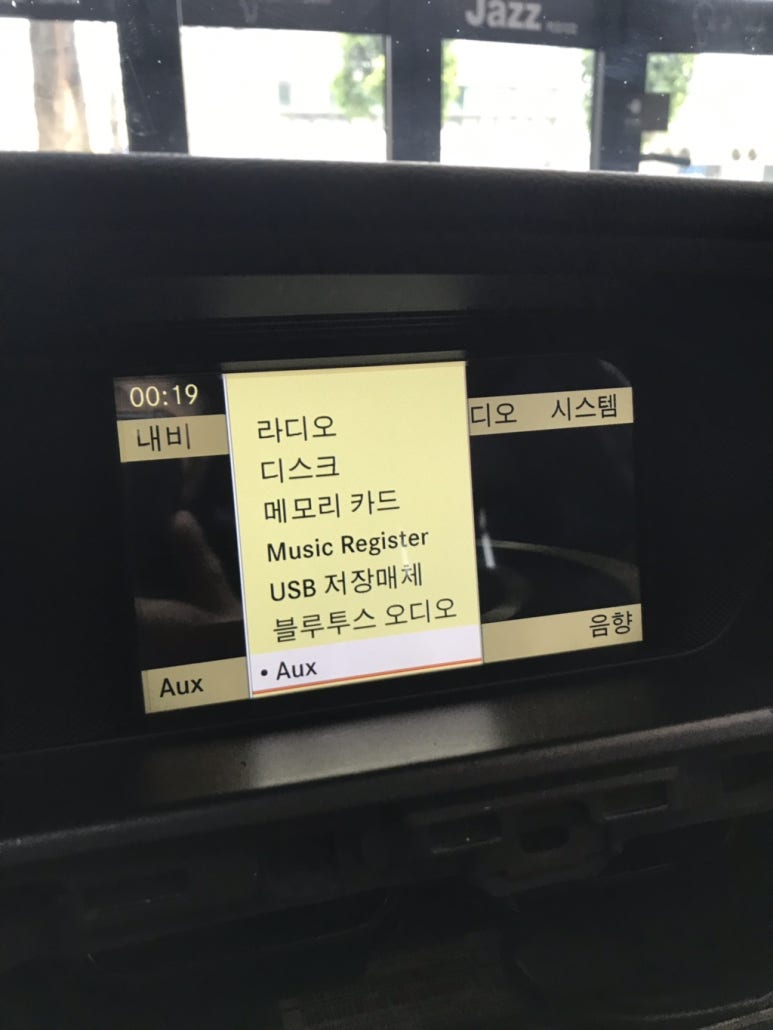 Jazz
00:19
내비
디오
시스템
라디오
디스크
메모리 카드
Music Register
USB 저장매체
블루투스 오디오
• Aux
Aux
음향